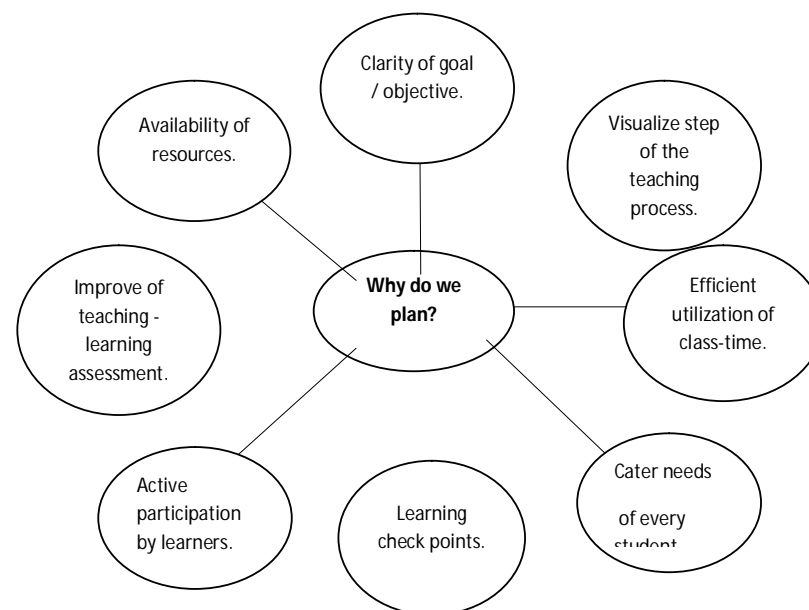 Clarity of goal
/ objective.
Availability of
resources.
Visualize step
of the
teaching
process.
Why do we
plan?
Improve of
teaching -
learning
assessment.
Efficient
utilization of
class-time.
Active
participation
by learners.
Learning
check points.
Cater needs
of every
student